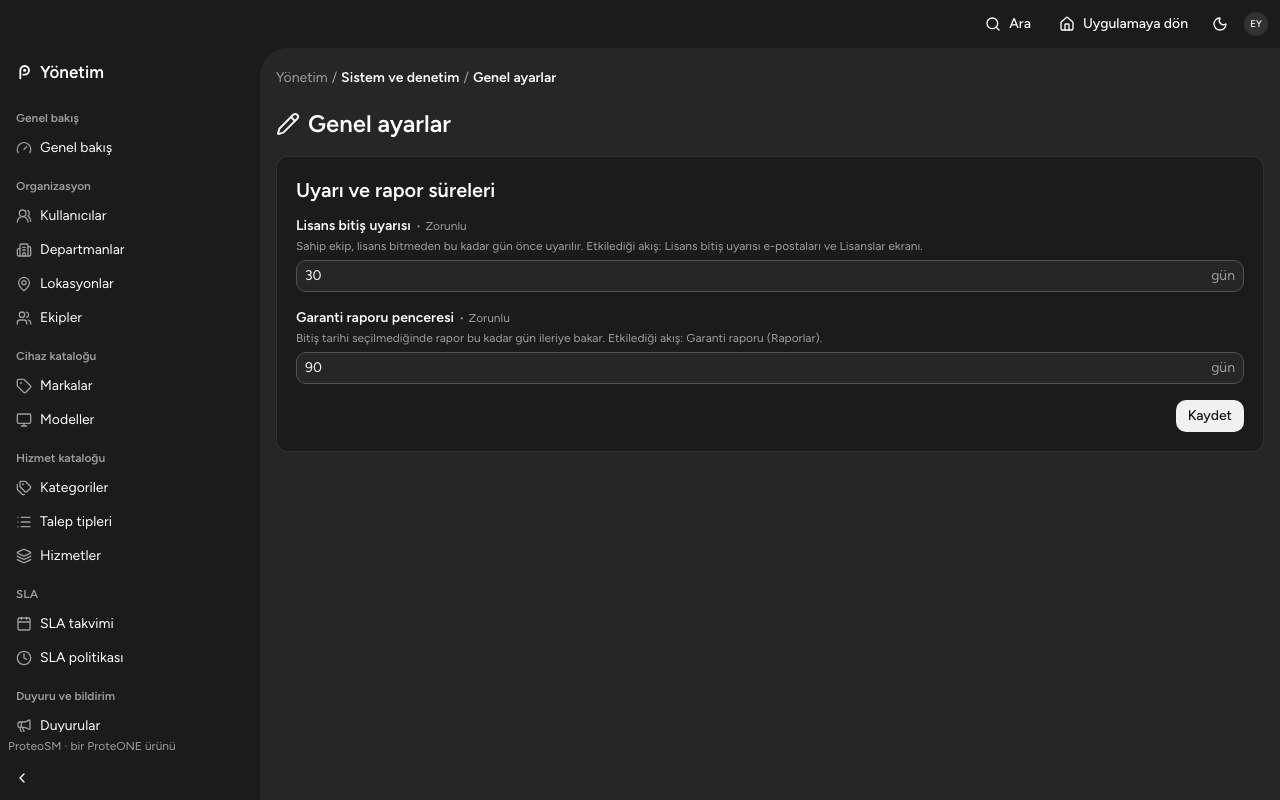 Ara
Uygulamaya dön
EY
Yönetim
Genel bakış
Genel bakış
Organizasyon
Kullanıcılar
Departmanlar
Lokasyonlar
Ekipler
Cihaz kataloğu
Markalar
Modeller
Hizmet kataloğu
Kategoriler
Talep tipleri
Hizmetler
SLA
SLA takvimi
SLA politikası
Duyuru ve bildirim
Duyurular
ProteoSM · bir ProteONE ürünü
Yönetim / Sistem ve denetim / Genel ayarlar
Genel ayarlar
Uyarı ve rapor süreleri
Lisans bitiş uyarısı · Zorunlu
Sahip ekip, lisans bitmeden bu kadar gün önce uyarılır. Etkilediği akış: Lisans bitiş uyarısı e-postaları ve Lisanslar ekranı.
30 gün
Garanti raporu penceresi · Zorunlu
Bitiş tarihi seçilmediğinde rapor bu kadar gün ileriye bakar. Etkilediği akış: Garanti raporu (Raporlar).
90 gün
Kaydet